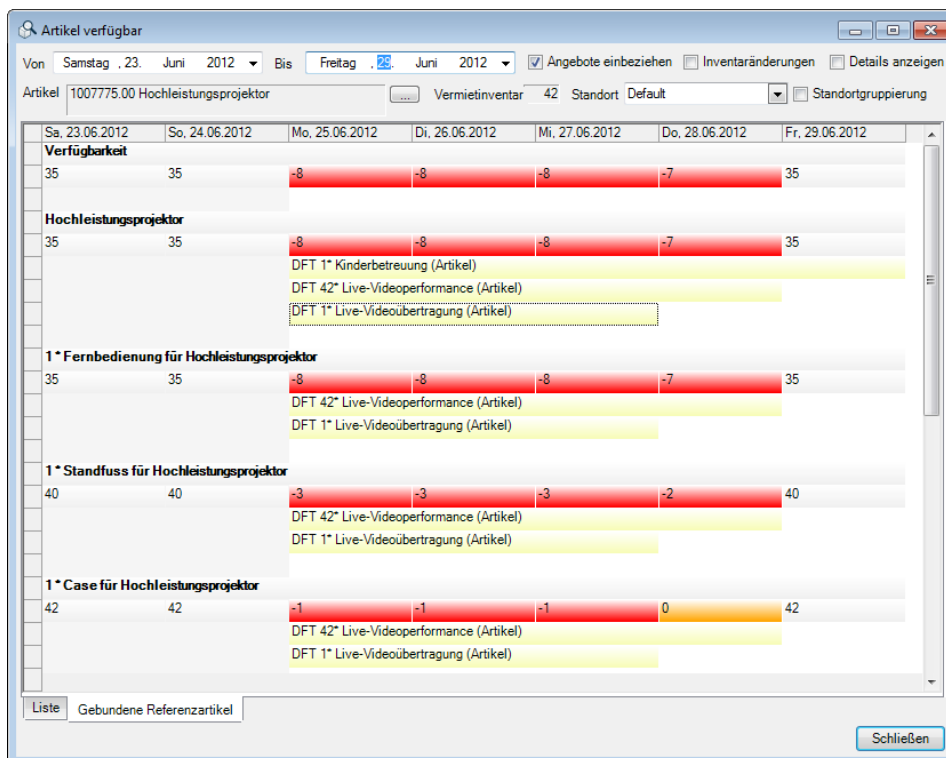 Artikel verfügbar
Von Samstag , 23. Juni 2012 Bis Freitag , 29. Juni 2012 Angebote einbeziehen Inventaränderungen Details anzeigen
Artikel 1007775.00 Hochleistungsprojektor ... Vermietinventar 42 Standort Default Standortgruppierung
Sa, 23.06.2012 So, 24.06.2012 Mo, 25.06.2012 Di, 26.06.2012 Mi, 27.06.2012 Do, 28.06.2012 Fr, 29.06.2012
Verfügbarkeit
35 35 -8 -8 -8 -7 35
Hochleistungsprojektor
35 35 -8 -8 -8 -7 35
DFT 1* Kinderbetreuung (Artikel)
DFT 42* Live-Videoperformance (Artikel)
DFT 1* Live-Videoübertragung (Artikel)
1 * Fernbedienung für Hochleistungsprojektor
35 35 -8 -8 -8 -7 35
DFT 42* Live-Videoperformance (Artikel)
DFT 1* Live-Videoübertragung (Artikel)
1 * Standfuss für Hochleistungsprojektor
40 40 -3 -3 -3 -2 40
DFT 42* Live-Videoperformance (Artikel)
DFT 1* Live-Videoübertragung (Artikel)
1 * Case für Hochleistungsprojektor
42 42 -1 -1 -1 0 42
DFT 42* Live-Videoperformance (Artikel)
DFT 1* Live-Videoübertragung (Artikel)
Liste Gebundene Referenzartikel
Schließen